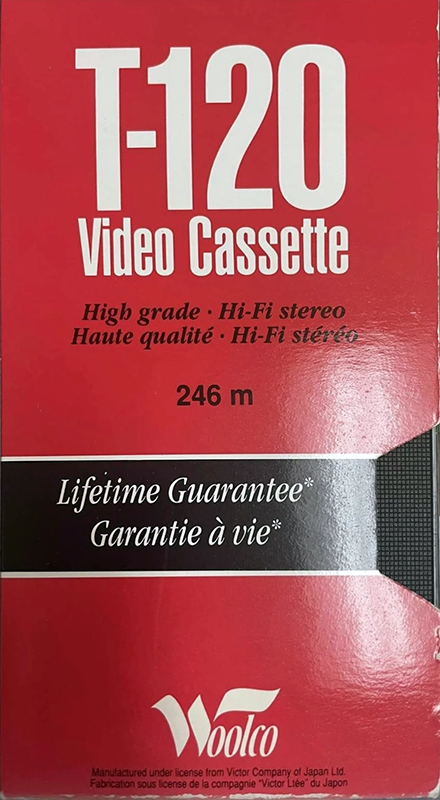 T-120
Video Cassette
High grade · Hi-Fi stereo
Haute qualité · Hi-Fi stéréo
246 m
Lifetime Guarantee*
Garantie à vie*
Woolco
Manufactured under license from Victor Company of Japan Ltd.
Fabrication sous license de la compagnie "Victor Ltée" du Japon